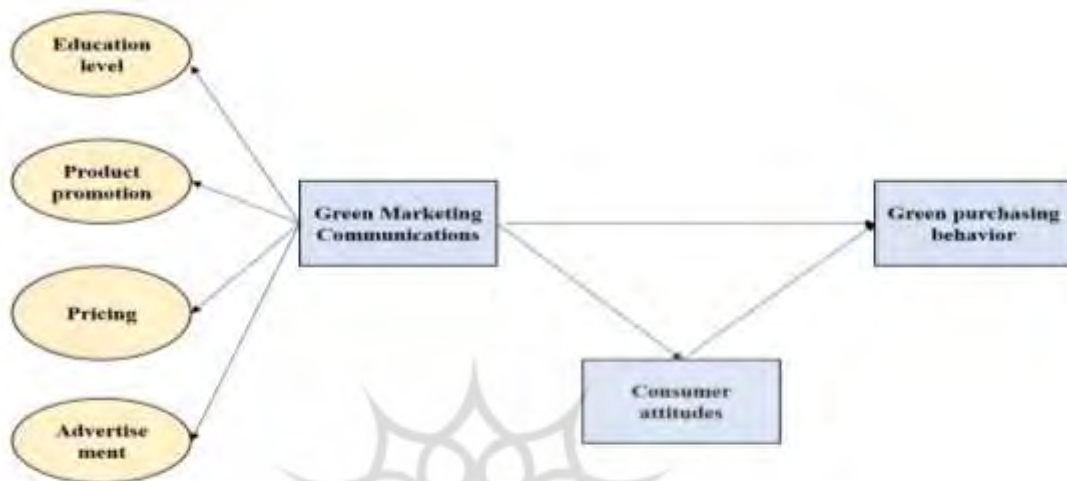 Education
level
Product
promotion
Pricing
Advertise
ment
Green Marketing
Communications
Consumer
attitudes
Green purchasing
behavior